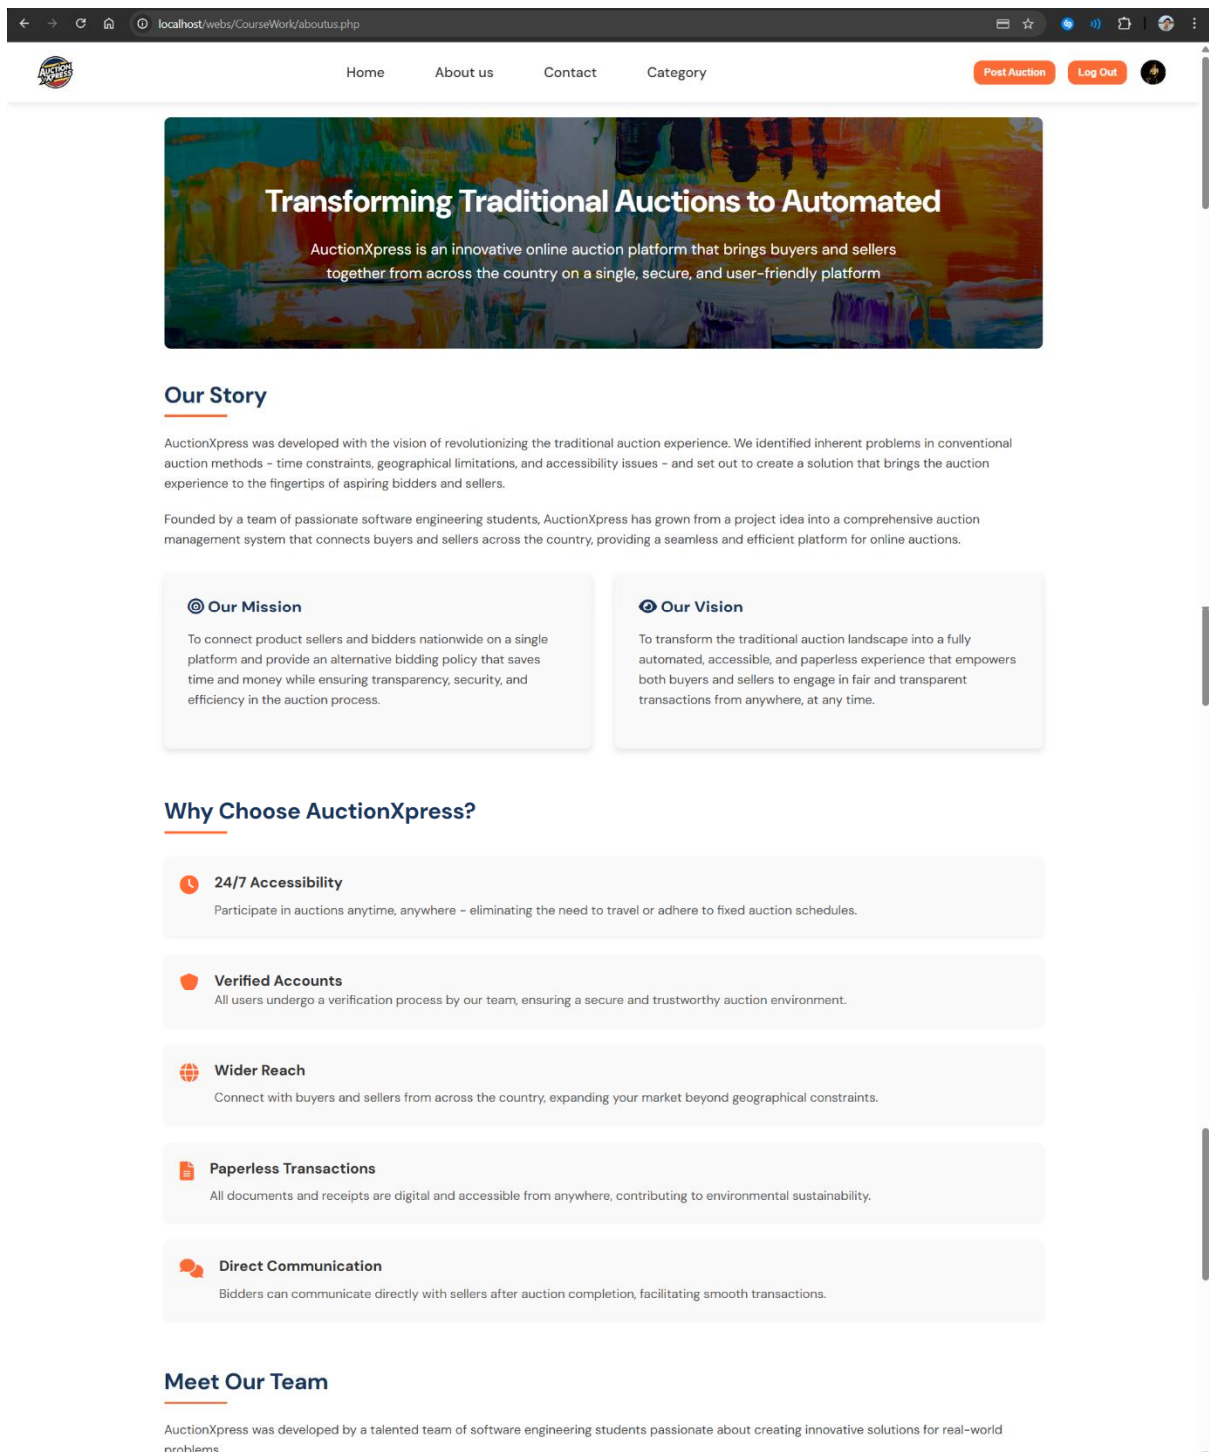 localhost/webs/CourseWork/aboutus.php
AUCTION
XPRESS
Home About us Contact Category
Post Auction Log Out
Transforming Traditional Auctions to Automated
AuctionXpress is an innovative online auction platform that brings buyers and sellers
together from across the country on a single, secure, and user-friendly platform
Our Story
AuctionXpress was developed with the vision of revolutionizing the traditional auction experience. We identified inherent problems in conventional
auction methods - time constraints, geographical limitations, and accessibility issues - and set out to create a solution that brings the auction
experience to the fingertips of aspiring bidders and sellers.
Founded by a team of passionate software engineering students, AuctionXpress has grown from a project idea into a comprehensive auction
management system that connects buyers and sellers across the country, providing a seamless and efficient platform for online auctions.
Our Mission
To connect product sellers and bidders nationwide on a single
platform and provide an alternative bidding policy that saves
time and money while ensuring transparency, security, and
efficiency in the auction process.
Our Vision
To transform the traditional auction landscape into a fully
automated, accessible, and paperless experience that empowers
both buyers and sellers to engage in fair and transparent
transactions from anywhere, at any time.
Why Choose AuctionXpress?
24/7 Accessibility
Participate in auctions anytime, anywhere - eliminating the need to travel or adhere to fixed auction schedules.
Verified Accounts
All users undergo a verification process by our team, ensuring a secure and trustworthy auction environment.
Wider Reach
Connect with buyers and sellers from across the country, expanding your market beyond geographical constraints.
Paperless Transactions
All documents and receipts are digital and accessible from anywhere, contributing to environmental sustainability.
Direct Communication
Bidders can communicate directly with sellers after auction completion, facilitating smooth transactions.
Meet Our Team
AuctionXpress was developed by a talented team of software engineering students passionate about creating innovative solutions for real-world
problems